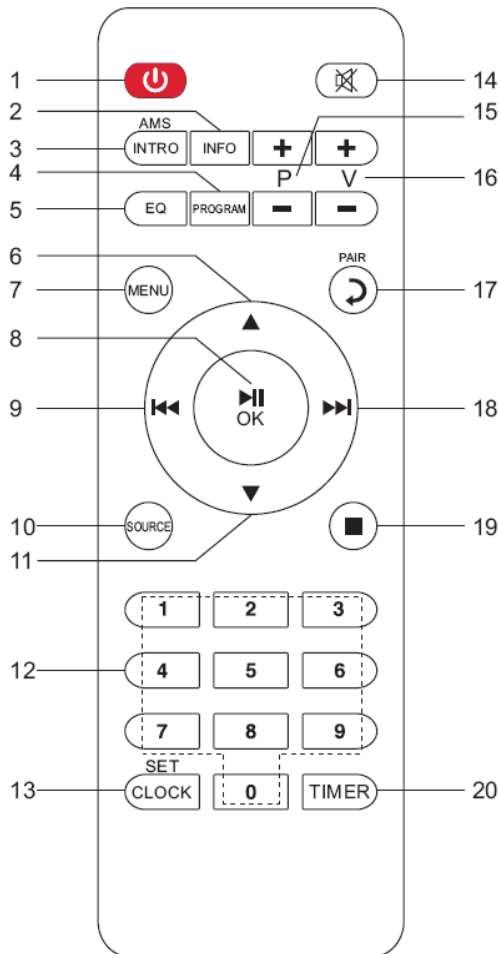 1 14
2 15
AMS
3 INTRO INFO + +
4 P V 16
5 EQ PROGRAM - -
6 PAIR
7 MENU 17
8
9 OK 18
10 SOURCE 19
11
1 2 3
12 4 5 6
7 8 9
SET
13 CLOCK 0 TIMER 20